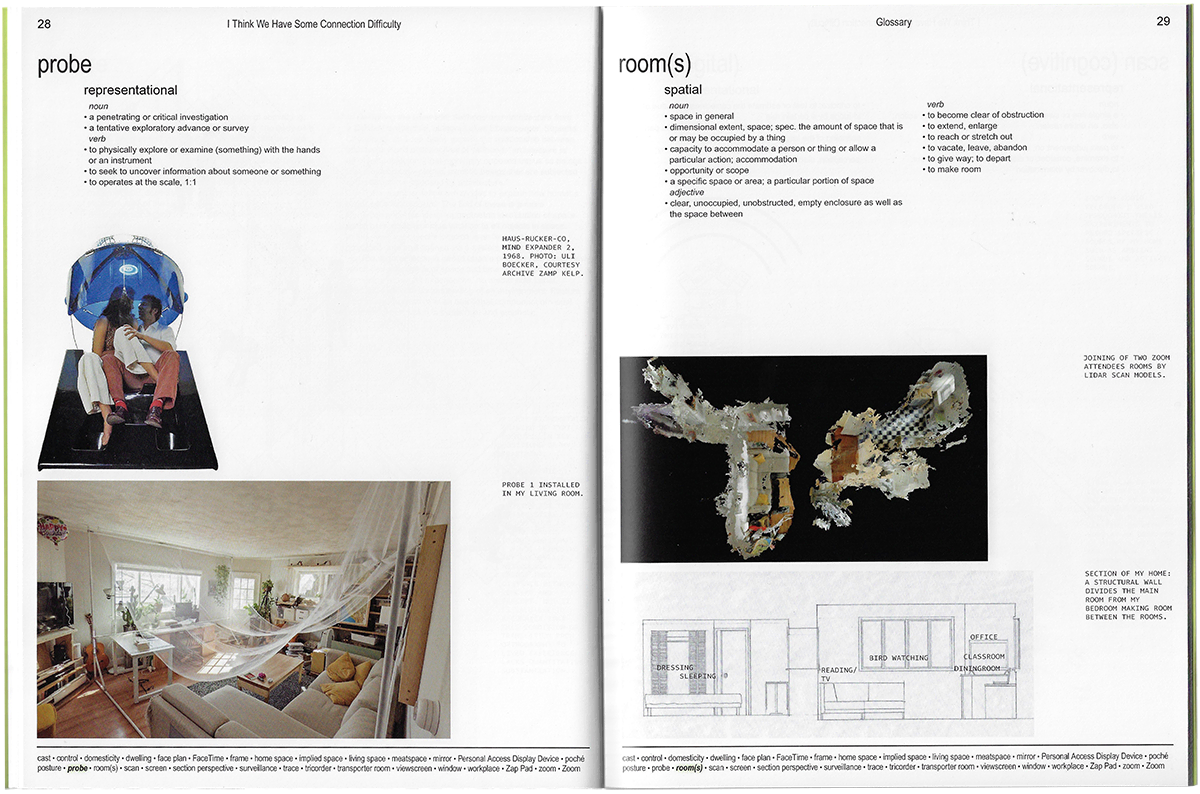 28
I Think We Have Some Connection Difficulty
probe
representational
noun
• a penetrating or critical investigation
• a tentative exploratory advance or survey
verb
• to physically explore or examine (something) with the hands
or an instrument
• to seek to uncover information about someone or something
• to operates at the scale, 1:1
HAUS-RUCKER-CO,
MIND EXPANDER 2,
1968. PHOTO: ULI
BOECKER, COURTESY
ARCHIVE ZAMP KELP.
PROBE 1 INSTALLED
IN MY LIVING ROOM.
cast • control • domesticity • dwelling • face plan • FaceTime • frame • home space • implied space • living space • meatspace • mirror • Personal Access Display Device • poché
posture • probe • room(s) • scan • screen • section perspective • surveillance • trace • tricorder • transporter room • viewscreen • window • workplace • Zap Pad • zoom • Zoom
Glossary
29
room(s)
spatial
noun
• space in general
• dimensional extent, space; spec. the amount of space that is
or may be occupied by a thing
• capacity to accommodate a person or thing or allow a
particular action; accommodation
• opportunity or scope
• a specific space or area; a particular portion of space
adjective
• clear, unoccupied, unobstructed, empty enclosure as well as
the space between
verb
• to become clear of obstruction
• to extend, enlarge
• to reach or stretch out
• to vacate, leave, abandon
• to give way; to depart
• to make room
JOINING OF TWO ZOOM
ATTENDEES ROOMS BY
LIDAR SCAN MODELS.
SECTION OF MY HOME:
A STRUCTURAL WALL
DIVIDES THE MAIN
ROOM FROM MY
BEDROOM MAKING ROOM
BETWEEN THE ROOMS.
DRESSING
SLEEPING
READING/
TV
BIRD WATCHING
OFFICE
CLASSROOM
DININGROOM
cast • control • domesticity • dwelling • face plan • FaceTime • frame • home space • implied space • living space • meatspace • mirror • Personal Access Display Device • poché
posture • probe • room(s) • scan • screen • section perspective • surveillance • trace • tricorder • transporter room • viewscreen • window • workplace • Zap Pad • zoom • Zoom